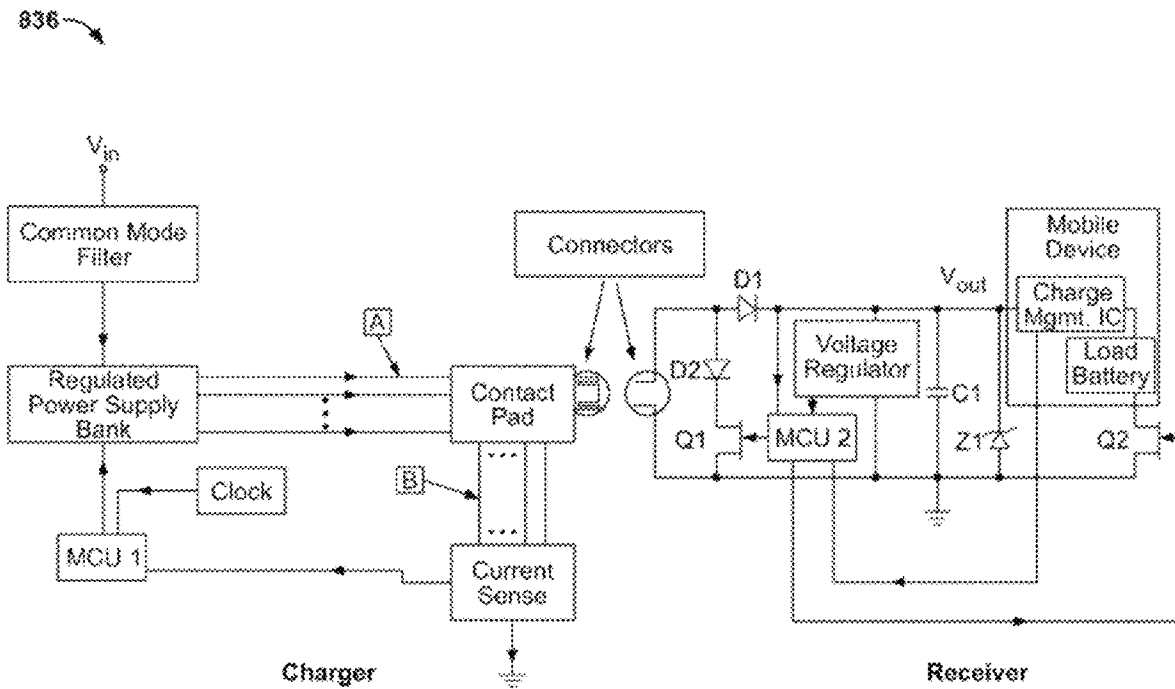 836
Vin
Common Mode
Filter
Regulated
Power Supply
Bank
A
Contact
Pad
Connectors
B
Clock
MCU 1
Current
Sense
Charger
D1
D2
Q1
Voltage
Regulator
MCU 2
C1
Vout
Z1
Mobile
Device
Charge
Mgmt. IC
Load
Battery
Q2
Receiver